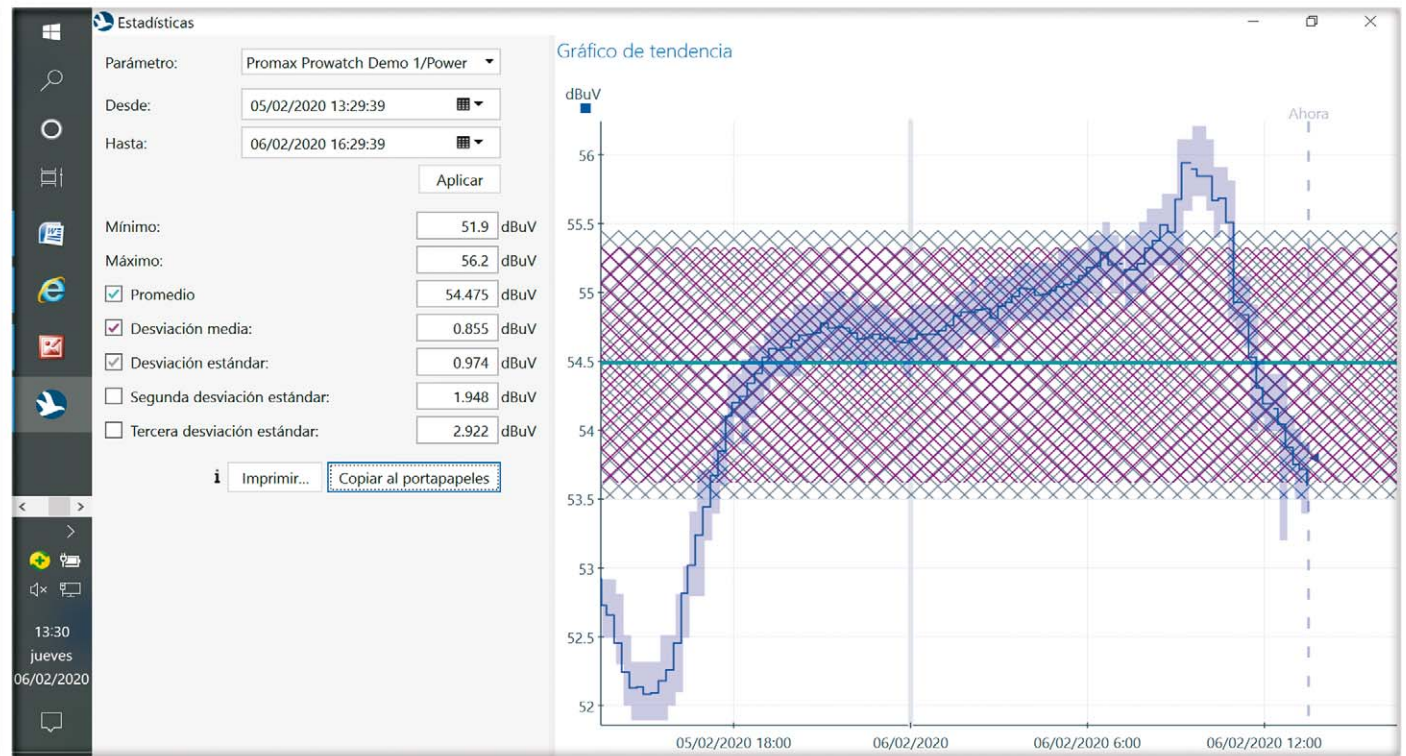 Estadísticas
Parámetro: Promax Prowatch Demo 1/Power
Desde: 05/02/2020 13:29:39
Hasta: 06/02/2020 16:29:39
Aplicar
Mínimo: 51.9 dBuV
Máximo: 56.2 dBuV
Promedio 54.475 dBuV
Desviación media: 0.855 dBuV
Desviación estándar: 0.974 dBuV
Segunda desviación estándar: 1.948 dBuV
Tercera desviación estándar: 2.922 dBuV
i Imprimir... Copiar al portapapeles
13:30
jueves
06/02/2020
Gráfico de tendencia
dBuV
Ahora
56
55.5
55
54.5
54
53.5
53
52.5
52
05/02/2020 18:00 06/02/2020 06/02/2020 6:00 06/02/2020 12:00